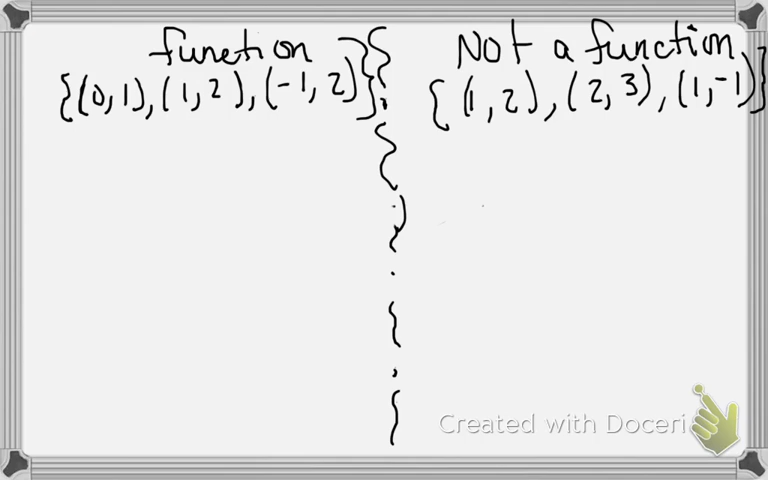 function
{(0, 1), (1, 2), (-1, 2)}
Not a function
{(1, 2), (2, 3), (1, -1)}
Created with Doceri